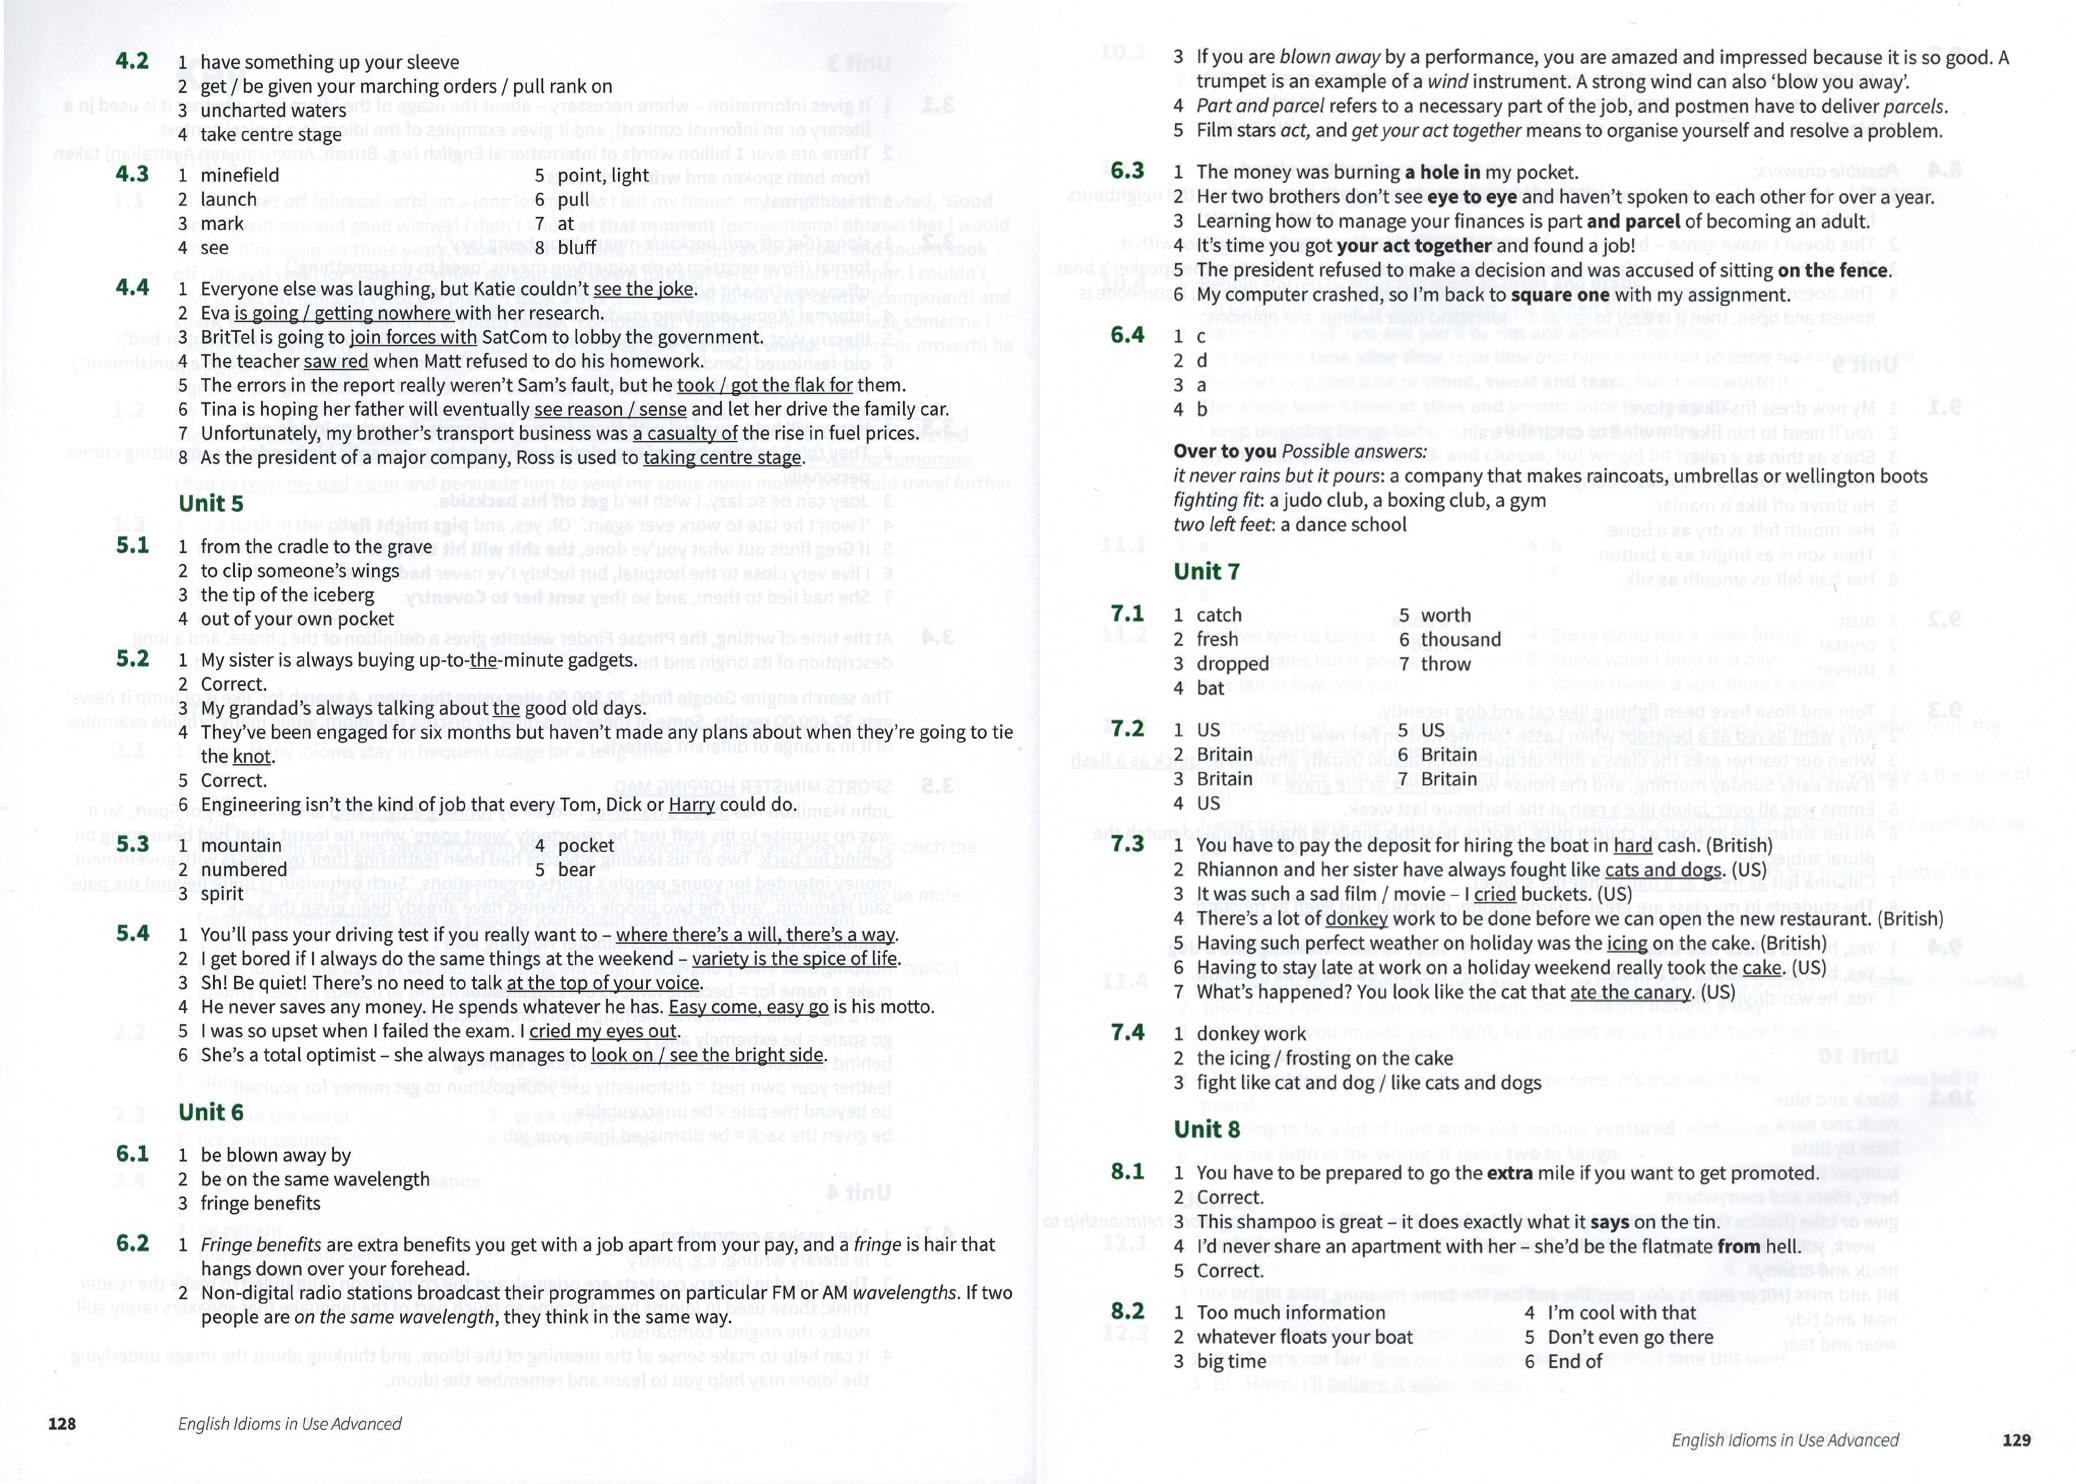 4.2 1 have something up your sleeve
2 get / be given your marching orders / pull rank on
3 uncharted waters
4 take centre stage
4.3 1 minefield 5 point, light
2 launch 6 pull
3 mark 7 at
4 see 8 bluff
4.4 1 Everyone else was laughing, but Katie couldn't see the joke.
2 Eva is going / getting nowhere with her research.
3 BritTel is going to join forces with SatCom to lobby the government.
4 The teacher saw red when Matt refused to do his homework.
5 The errors in the report really weren't Sam's fault, but he took / got the flak for them.
6 Tina is hoping her father will eventually see reason / sense and let her drive the family car.
7 Unfortunately, my brother's transport business was a casualty of the rise in fuel prices.
8 As the president of a major company, Ross is used to taking centre stage.
Unit 5
5.1 1 from the cradle to the grave
2 to clip someone's wings
3 the tip of the iceberg
4 out of your own pocket
5.2 1 My sister is always buying up-to-the-minute gadgets.
2 Correct.
3 My grandad's always talking about the good old days.
4 They've been engaged for six months but haven't made any plans about when they're going to tie
the knot.
5 Correct.
6 Engineering isn't the kind of job that every Tom, Dick or Harry could do.
5.3 1 mountain 4 pocket
2 numbered 5 bear
3 spirit
5.4 1 You'll pass your driving test if you really want to – where there's a will, there's a way.
2 I get bored if I always do the same things at the weekend – variety is the spice of life.
3 Sh! Be quiet! There's no need to talk at the top of your voice.
4 He never saves any money. He spends whatever he has. Easy come, easy go is his motto.
5 I was so upset when I failed the exam. I cried my eyes out.
6 She's a total optimist – she always manages to look on / see the bright side.
Unit 6
6.1 1 be blown away by
2 be on the same wavelength
3 fringe benefits
6.2 1 Fringe benefits are extra benefits you get with a job apart from your pay, and a fringe is hair that
hangs down over your forehead.
2 Non-digital radio stations broadcast their programmes on particular FM or AM wavelengths. If two
people are on the same wavelength, they think in the same way.
128 English Idioms in Use Advanced
3 If you are blown away by a performance, you are amazed and impressed because it is so good. A
trumpet is an example of a wind instrument. A strong wind can also 'blow you away'.
4 Part and parcel refers to a necessary part of the job, and postmen have to deliver parcels.
5 Film stars act, and get your act together means to organise yourself and resolve a problem.
6.3 1 The money was burning a hole in my pocket.
2 Her two brothers don't see eye to eye and haven't spoken to each other for over a year.
3 Learning how to manage your finances is part and parcel of becoming an adult.
4 It's time you got your act together and found a job!
5 The president refused to make a decision and was accused of sitting on the fence.
6 My computer crashed, so I'm back to square one with my assignment.
6.4 1 c
2 d
3 a
4 b
Over to you Possible answers:
it never rains but it pours: a company that makes raincoats, umbrellas or wellington boots
fighting fit: a judo club, a boxing club, a gym
two left feet: a dance school
Unit 7
7.1 1 catch 5 worth
2 fresh 6 thousand
3 dropped 7 throw
4 bat
7.2 1 US 5 US
2 Britain 6 Britain
3 Britain 7 Britain
4 US
7.3 1 You have to pay the deposit for hiring the boat in hard cash. (British)
2 Rhiannon and her sister have always fought like cats and dogs. (US)
3 It was such a sad film / movie – I cried buckets. (US)
4 There's a lot of donkey work to be done before we can open the new restaurant. (British)
5 Having such perfect weather on holiday was the icing on the cake. (British)
6 Having to stay late at work on a holiday weekend really took the cake. (US)
7 What's happened? You look like the cat that ate the canary. (US)
7.4 1 donkey work
2 the icing / frosting on the cake
3 fight like cat and dog / like cats and dogs
Unit 8
8.1 1 You have to be prepared to go the extra mile if you want to get promoted.
2 Correct.
3 This shampoo is great – it does exactly what it says on the tin.
4 I'd never share an apartment with her – she'd be the flatmate from hell.
5 Correct.
8.2 1 Too much information 4 I'm cool with that
2 whatever floats your boat 5 Don't even go there
3 big time 6 End of
English Idioms in Use Advanced 129